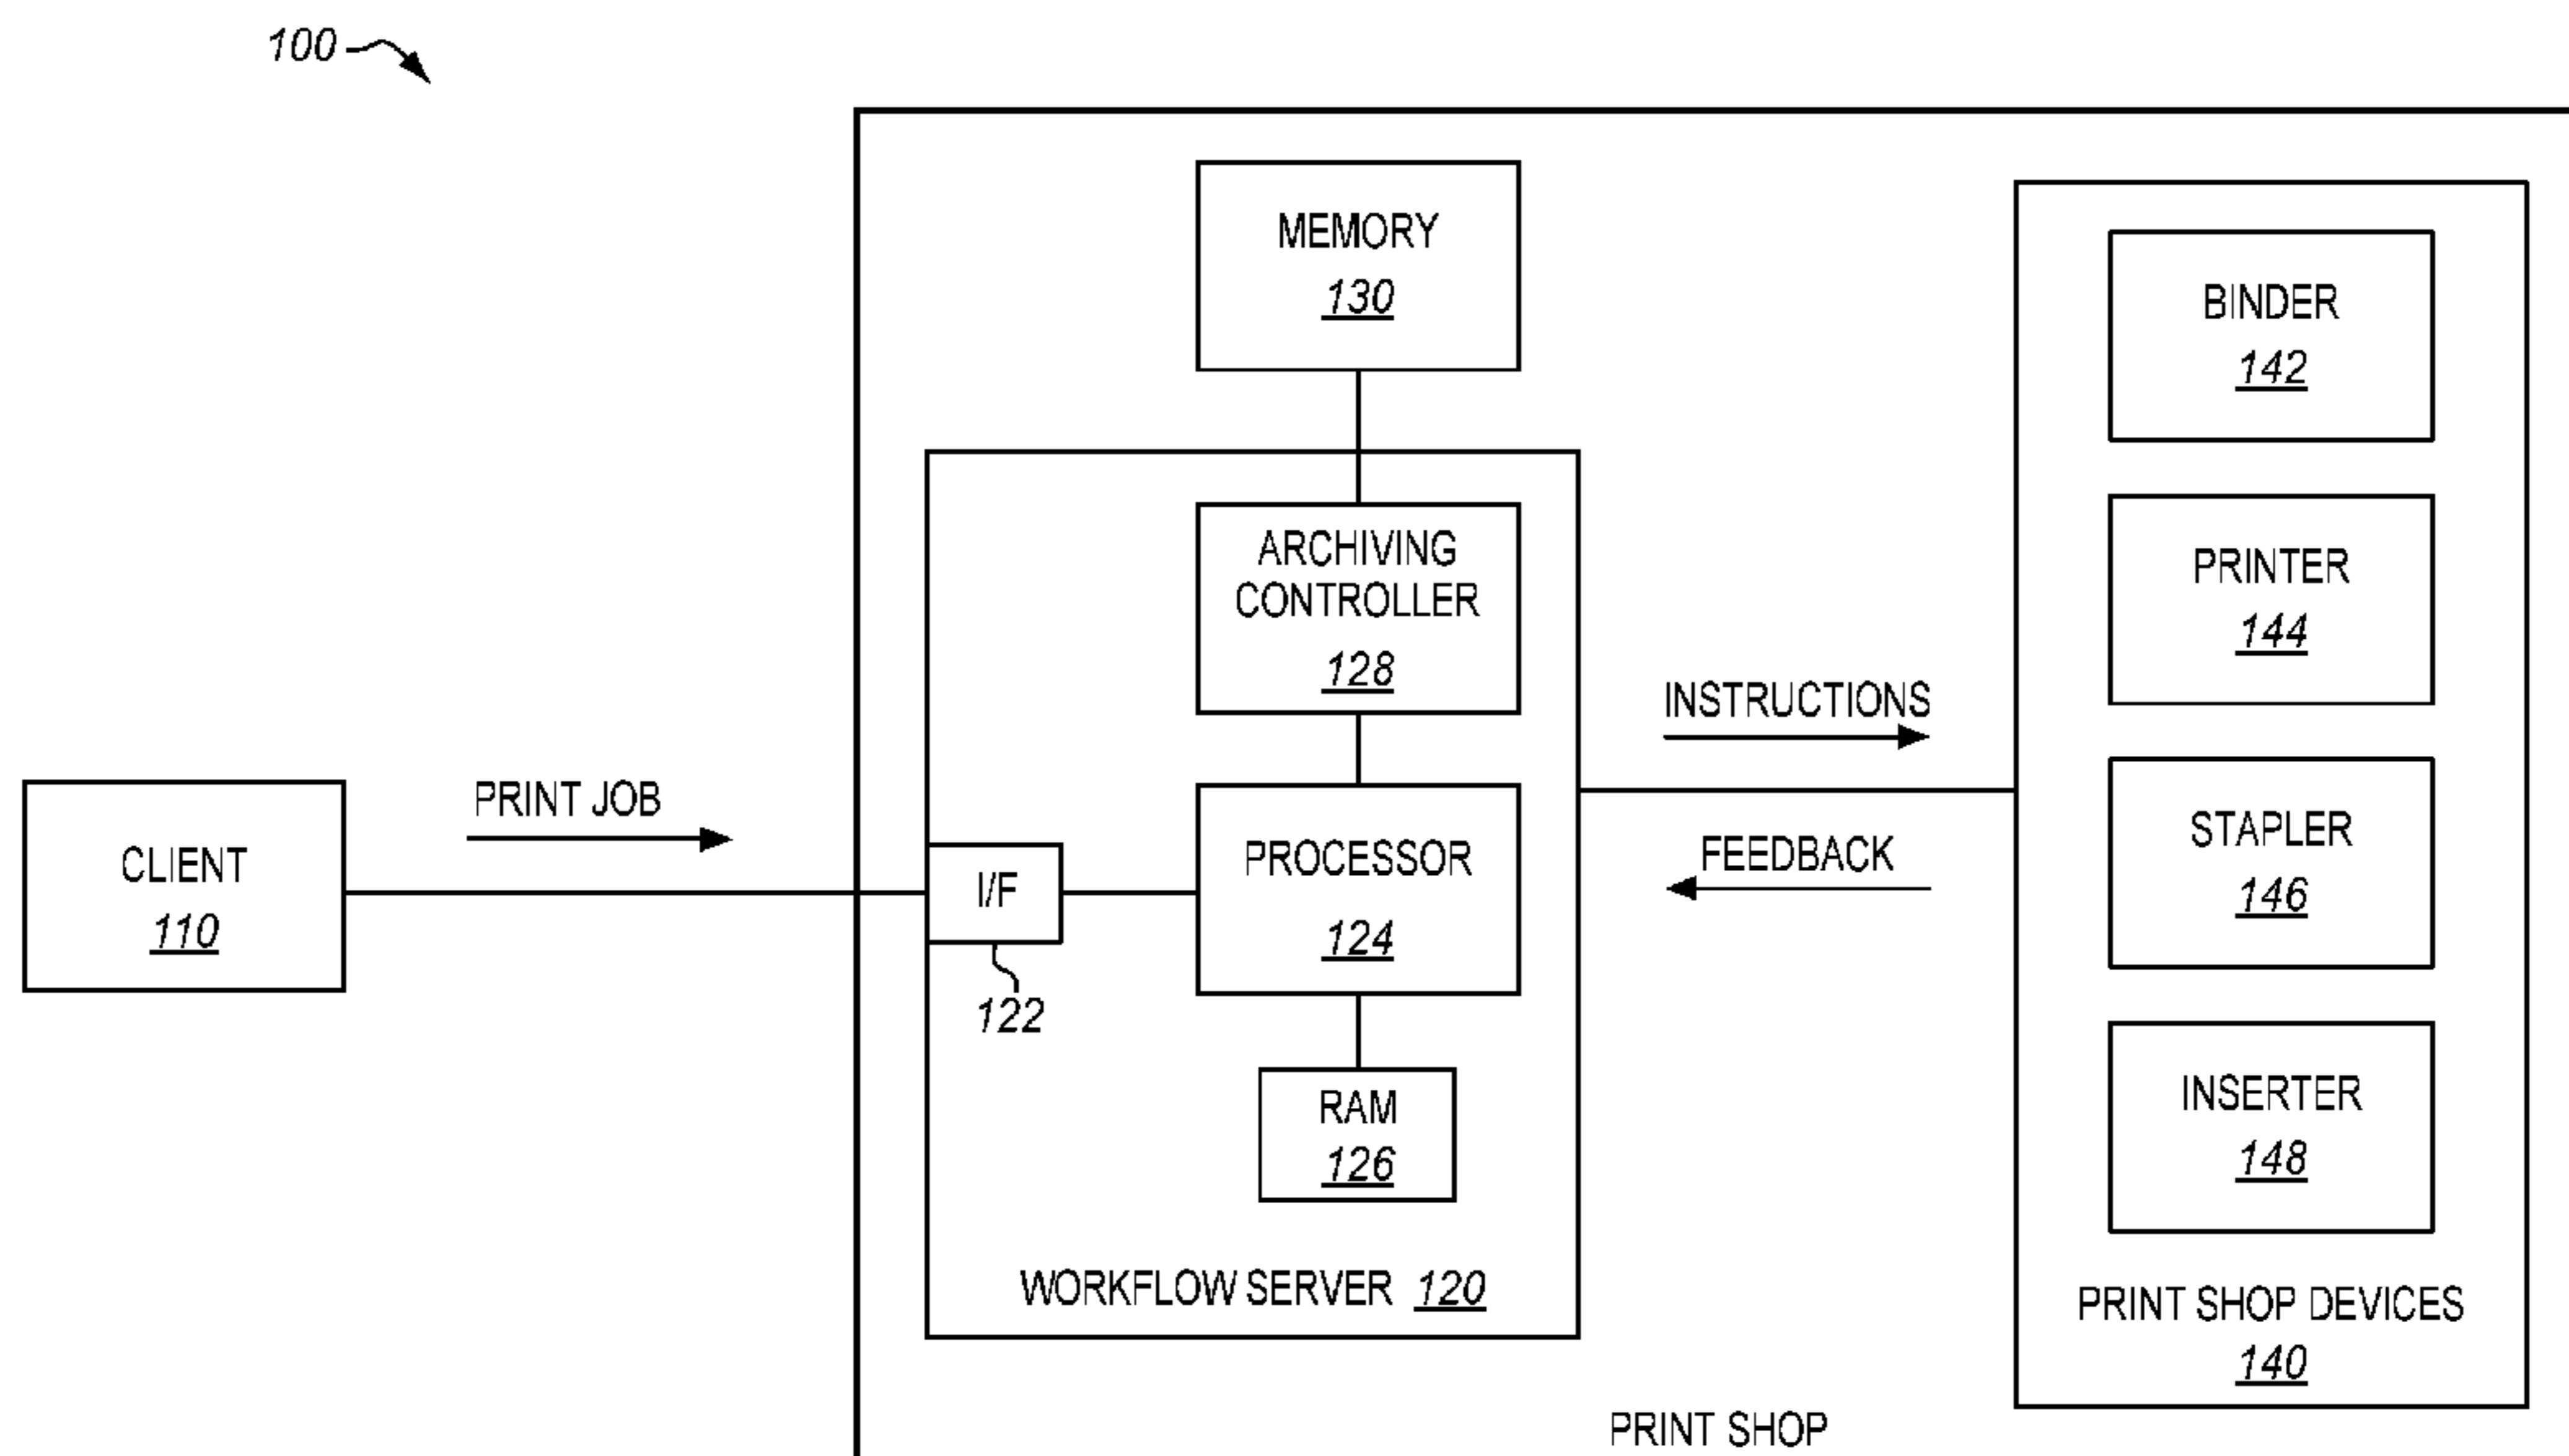 100
MEMORY
130
BINDER
142
ARCHIVING
CONTROLLER
128
PRINTER
144
INSTRUCTIONS
PRINT JOB
CLIENT
110
I/F
122
PROCESSOR
124
FEEDBACK
STAPLER
146
RAM
126
INSERTER
148
WORKFLOW SERVER 120
PRINT SHOP DEVICES
140
PRINT SHOP